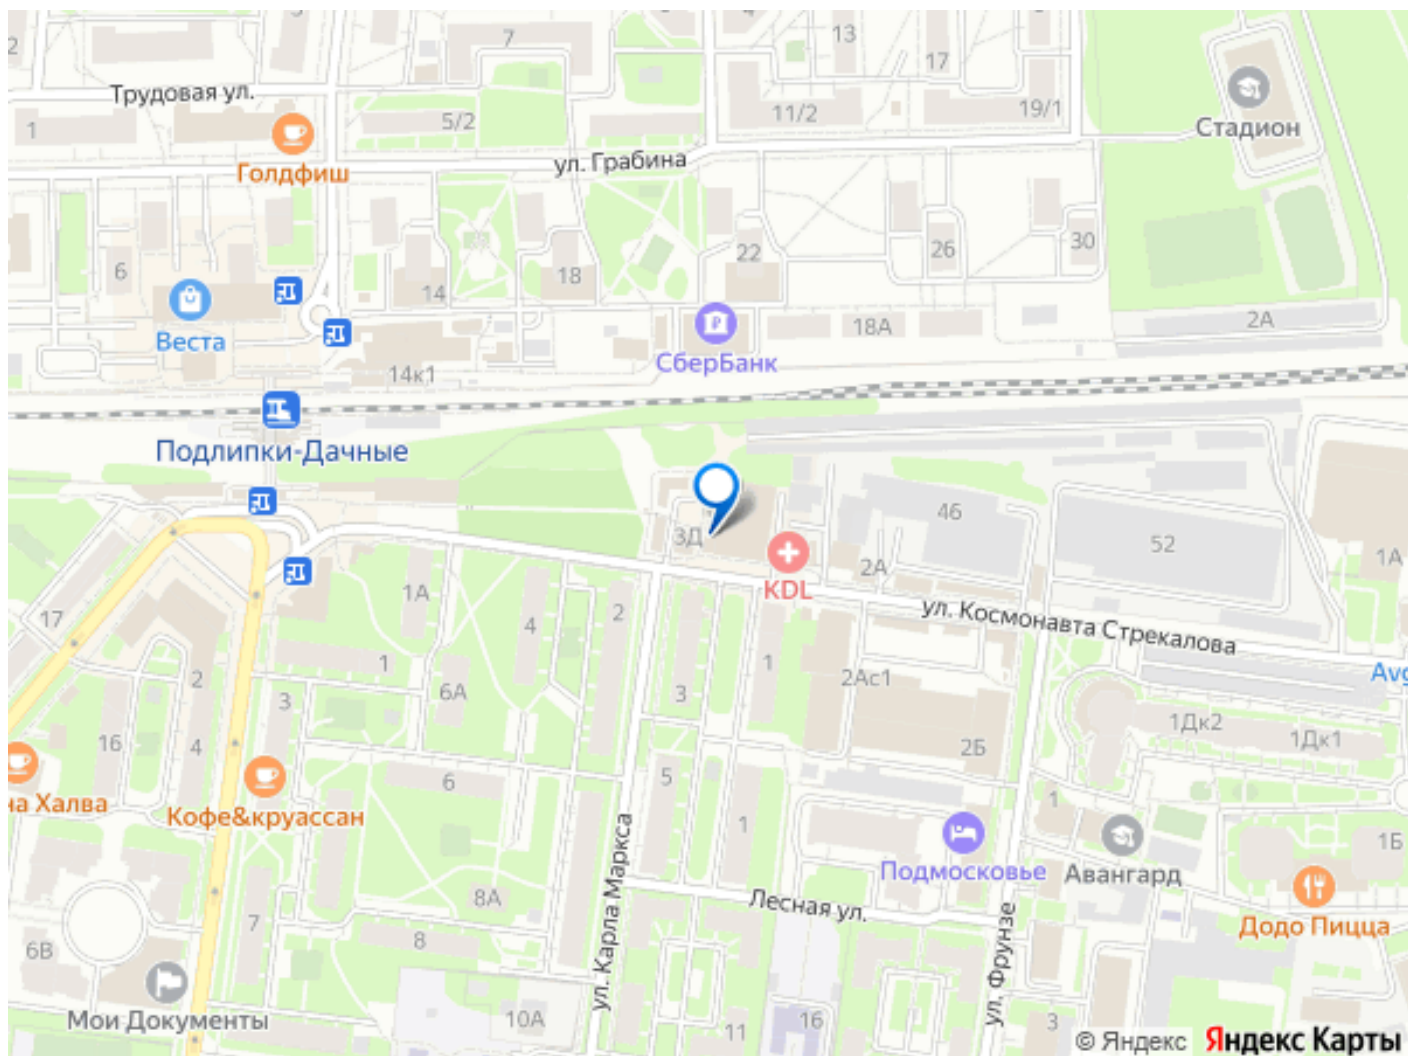 2
7
13
17
Трудовая ул.
5/2
11/2
19/1
1
Стадион
Голдфиш
ул. Грабина
6
18
22
26
30
14
Веста
СберБанк
18А
2А
14к1
Подлипки-Дачные
3Д
46
52
1А
2А
KDL
1А
4
2
17
ул. Космонавта Стрекалова
1
6А
2
3
3
1
2Ас1
Avg
1Дк2
1Дк1
16
4
2Б
на Халва
Кофе&круассан
6
5
1
1
Подмосковье
Авангард
1Б
Додо Пицца
8А
Лесная ул.
ул. Карла Маркса
ул. Фрунзе
7
8
6В
Мои Документы
10А
11
16
3
© Яндекс Яндекс Карты